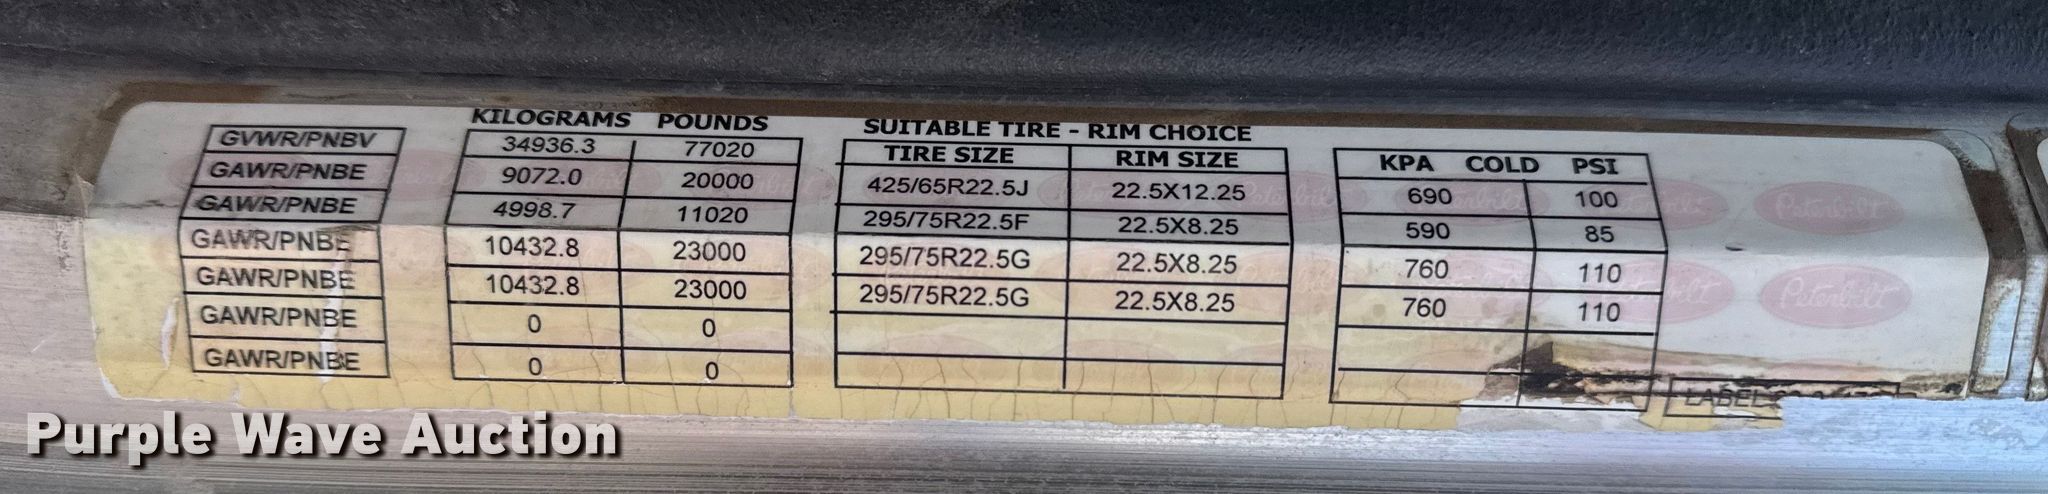 KILOGRAMS POUNDS SUITABLE TIRE - RIM CHOICE
GVWR/PNBV 34936.3 77020 TIRE SIZE RIM SIZE KPA COLD PSI
GAWR/PNBE 9072.0 20000 425/65R22.5J 22.5X12.25 690 100
GAWR/PNBE 4998.7 11020 295/75R22.5F 22.5X8.25 590 85
GAWR/PNBE 10432.8 23000 295/75R22.5G 22.5X8.25 760 110
GAWR/PNBE 10432.8 23000 295/75R22.5G 22.5X8.25 760 110
GAWR/PNBE 0 0
GAWR/PNBE 0 0
Peterbilt
Peterbilt
LABEL
Purple Wave Auction